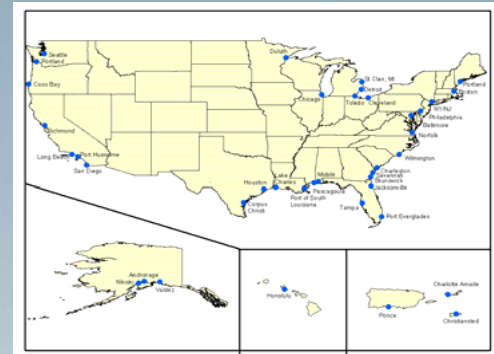 Seattle
Portland
Coos Bay
Richmond
Long Beach
Port Hueneme
San Diego
Duluth
Chicago
St Clair, MI
Detroit
Toledo
Cleveland
Portland
Boston
NY/NJ
Philadelphia
Baltimore
Norfolk
Wilmington
Charleston
Savannah
Brunswick
Jacksonville
Houston
Lake
Charles
Mobile
Pascagoula
Port of South
Louisiana
Corpus
Christi
Tampa
Port Everglades
Anchorage
Nikiski
Valdez
Honolulu
Ponce
Charlotte Amalie
Christiansted